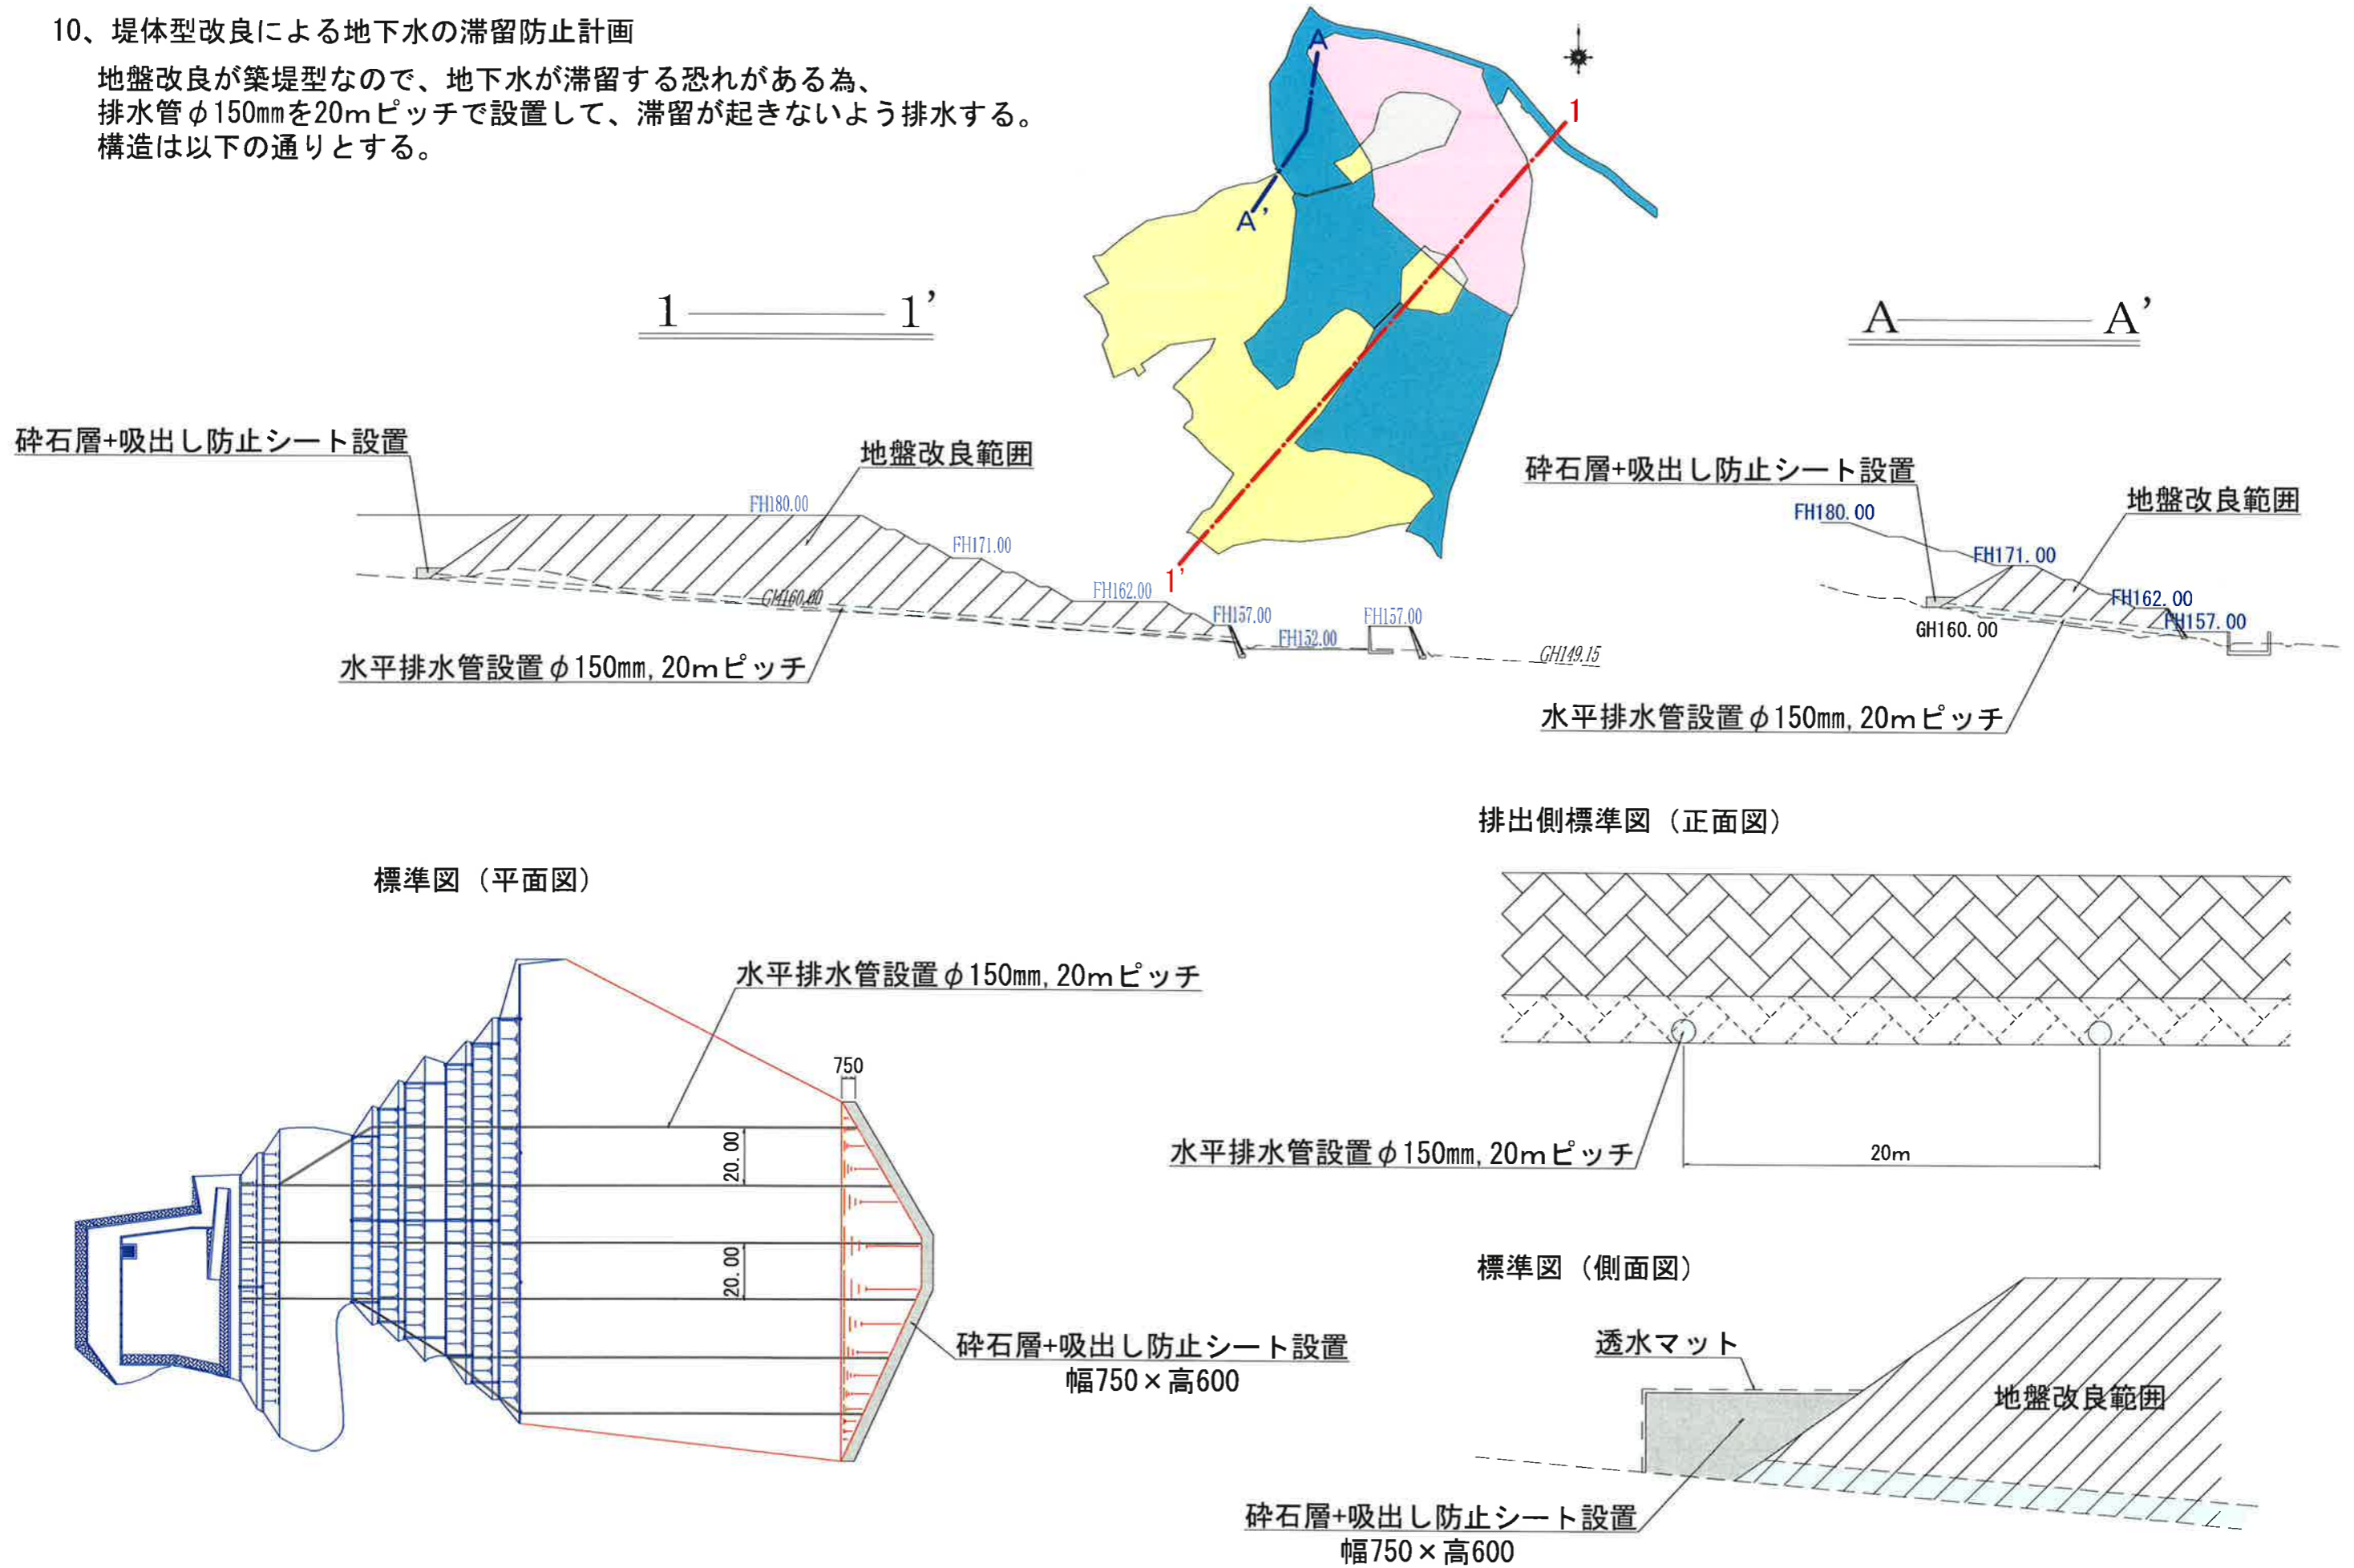 10、堤体型改良による地下水の滞留防止計画
地盤改良が築堤型なので、地下水が滞留する恐れがある為、
排水管φ150mmを20mピッチで設置して、滞留が起きないよう排水する。
構造は以下の通りとする。
A
A'
1
1'
1 1'
砕石層+吸出し防止シート設置
地盤改良範囲
FH180.00
FH171.00
FH162.00
FH157.00
FH152.00
FH157.00
GH160.00
GH149.15
水平排水管設置φ150mm,20mピッチ
A A'
砕石層+吸出し防止シート設置
地盤改良範囲
FH180.00
FH171.00
FH162.00
FH157.00
GH160.00
水平排水管設置φ150mm,20mピッチ
標準図（平面図）
水平排水管設置φ150mm,20mピッチ
750
20.00
20.00
砕石層+吸出し防止シート設置
幅750×高600
排出側標準図（正面図）
水平排水管設置φ150mm,20mピッチ
20m
標準図（側面図）
透水マット
地盤改良範囲
砕石層+吸出し防止シート設置
幅750×高600